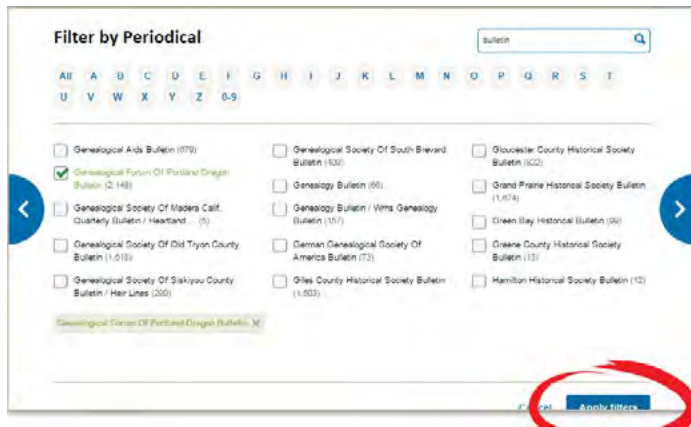 Filter by Periodical
bulletin
All A B C D E F G H I J K L M N O P Q R S T
U V W X Y Z 0-9
Genealogical Aids Bulletin (679)
Genealogical Forum Of Portland Oregon
Bulletin (2,148)
Genealogical Society Of Madera Calif.
Quarterly Bulletin / Heartland... (5)
Genealogical Society Of Old Tryon County
Bulletin (1,618)
Genealogical Society Of Siskiyou County
Bulletin / Hair Lines (290)
Genealogical Society Of South Brevard
Bulletin (409)
Genealogy Bulletin (66)
Genealogy Bulletin / Wms Genealogy
Bulletin (157)
German Genealogical Society Of
America Bulletin (73)
Giles County Historical Society Bulletin
(1,603)
Gloucester County Historical Society
Bulletin (832)
Grand Prairie Historical Society Bulletin
(1,674)
Green Bay Historical Bulletin (99)
Greene County Historical Society
Bulletin (13)
Hamilton Historical Society Bulletin (12)
Genealogical Forum Of Portland Oregon Bulletin X
Cancel Apply filters